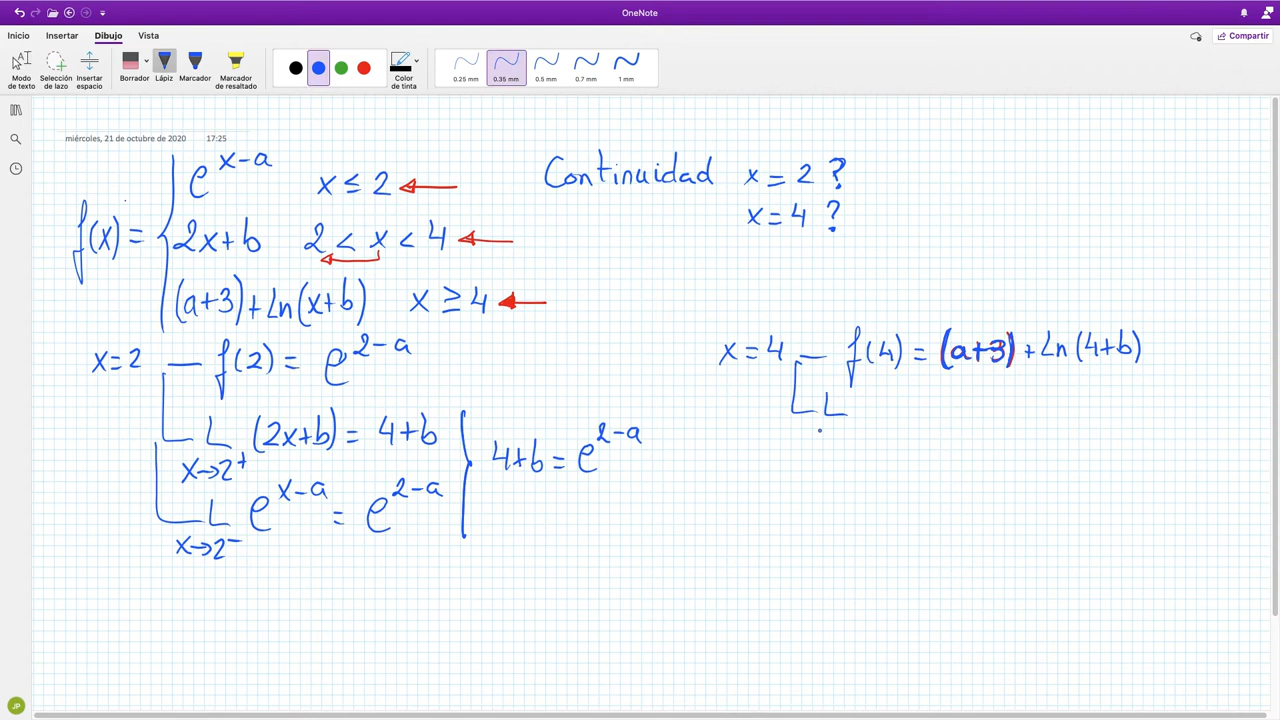 OneNote
Inicio Insertar Dibujo Vista Compartir
Modo de texto Selección de lazo Insertar espacio Borrador Lápiz Marcador Marcador de resaltado Color de tinta 0.25 mm 0.35 mm 0.5 mm 0.7 mm 1 mm
miércoles, 21 de octubre de 2020 17:25
f(x) = { e^{x-a} x ≤ 2
2x+b 2 < x < 4
(a+3)+Ln(x+b) x ≥ 4
Continuidad x = 2 ?
x = 4 ?
x=2 — f(2) = e^{2-a}
L (2x+b) = 4+b
x→2+
L e^{x-a} = e^{2-a}
x→2-
4+b = e^{2-a}
x = 4 — f(4) = (a+3) + Ln(4+b)
L
JP